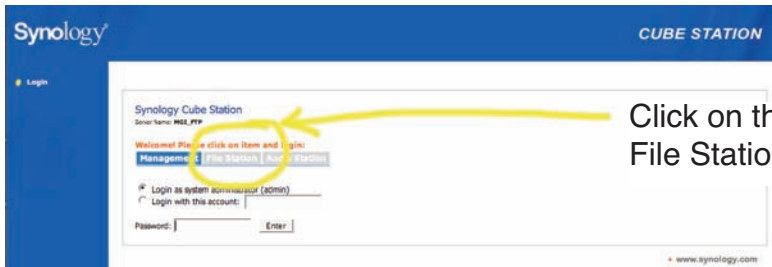 Synology
CUBE STATION
Login
Synology Cube Station
Server Name: MGI_FTP
Welcome! Please click on item and login:
Management File Station Audio Station
Login as system administrator (admin)
Login with this account:
Password: Enter
www.synology.com
Click on th
File Statio